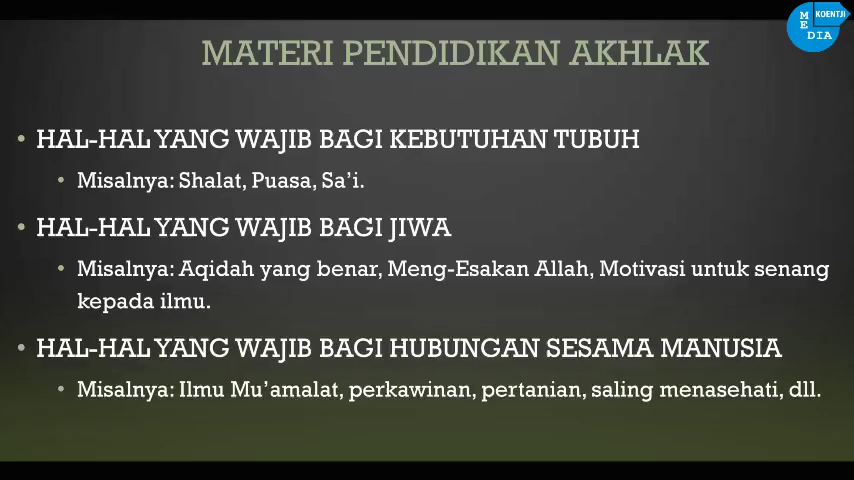 M KOENTJI
E
DIA
MATERI PENDIDIKAN AKHLAK
• HAL-HAL YANG WAJIB BAGI KEBUTUHAN TUBUH
• Misalnya: Shalat, Puasa, Sa'i.
• HAL-HAL YANG WAJIB BAGI JIWA
• Misalnya: Aqidah yang benar, Meng-Esakan Allah, Motivasi untuk senang
kepada ilmu.
• HAL-HAL YANG WAJIB BAGI HUBUNGAN SESAMA MANUSIA
• Misalnya: Ilmu Mu'amalat, perkawinan, pertanian, saling menasehati, dll.